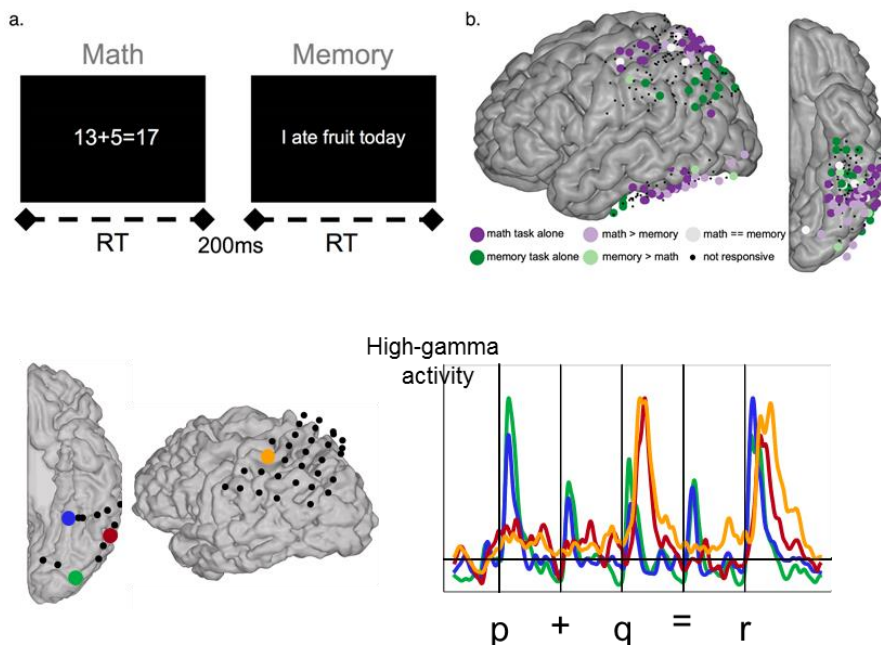 a.
Math
Memory
13+5=17
I ate fruit today
RT
200ms
RT
b.
math task alone
math > memory
math == memory
memory task alone
memory > math
not responsive
High-gamma
activity
p + q = r